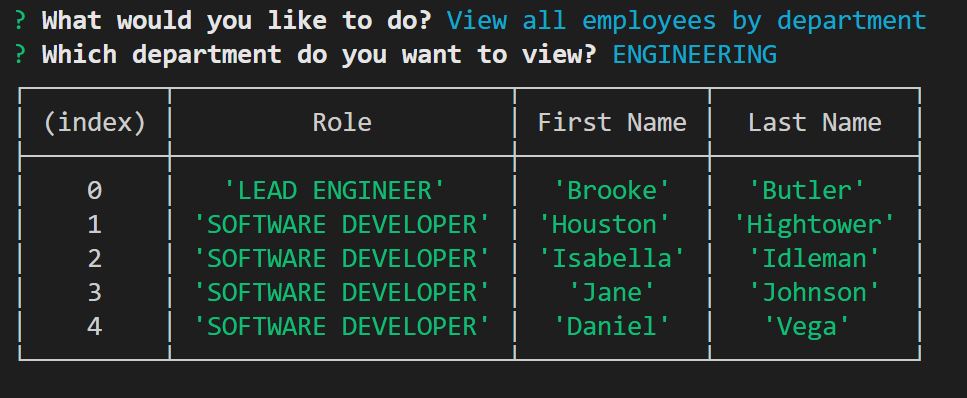 ? What would you like to do? View all employees by department
? Which department do you want to view? ENGINEERING
(index) Role First Name Last Name
0 'LEAD ENGINEER' 'Brooke' 'Butler'
1 'SOFTWARE DEVELOPER' 'Houston' 'Hightower'
2 'SOFTWARE DEVELOPER' 'Isabella' 'Idleman'
3 'SOFTWARE DEVELOPER' 'Jane' 'Johnson'
4 'SOFTWARE DEVELOPER' 'Daniel' 'Vega'